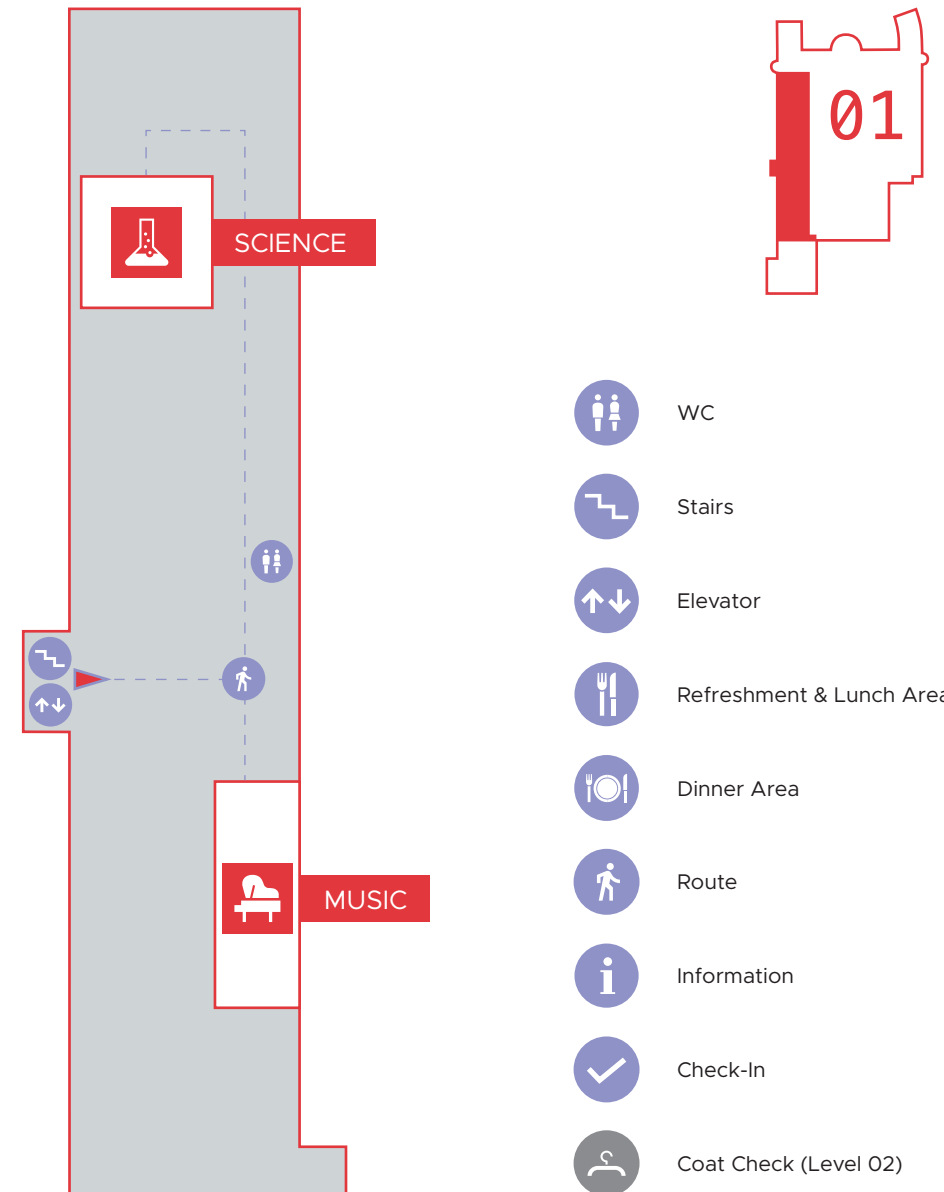 01
SCIENCE
MUSIC
WC
Stairs
Elevator
Refreshment & Lunch Area
Dinner Area
Route
Information
Check-In
Coat Check (Level 02)